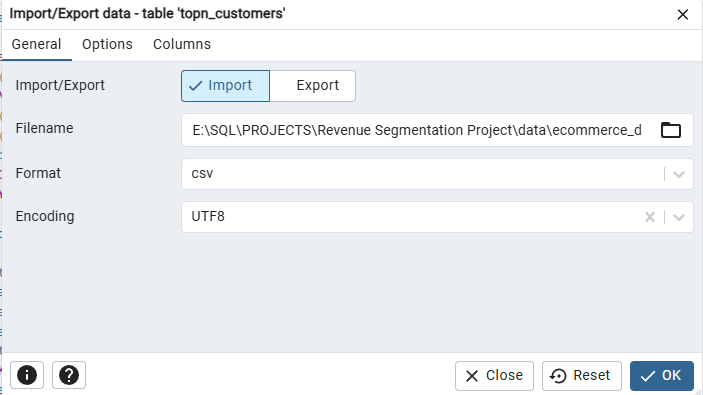 Import/Export data - table 'topn_customers'
General Options Columns
Import/Export Import Export
Filename E:\SQL\PROJECTS\Revenue Segmentation Project\data\ecommerce_d
Format csv
Encoding UTF8
Close Reset OK